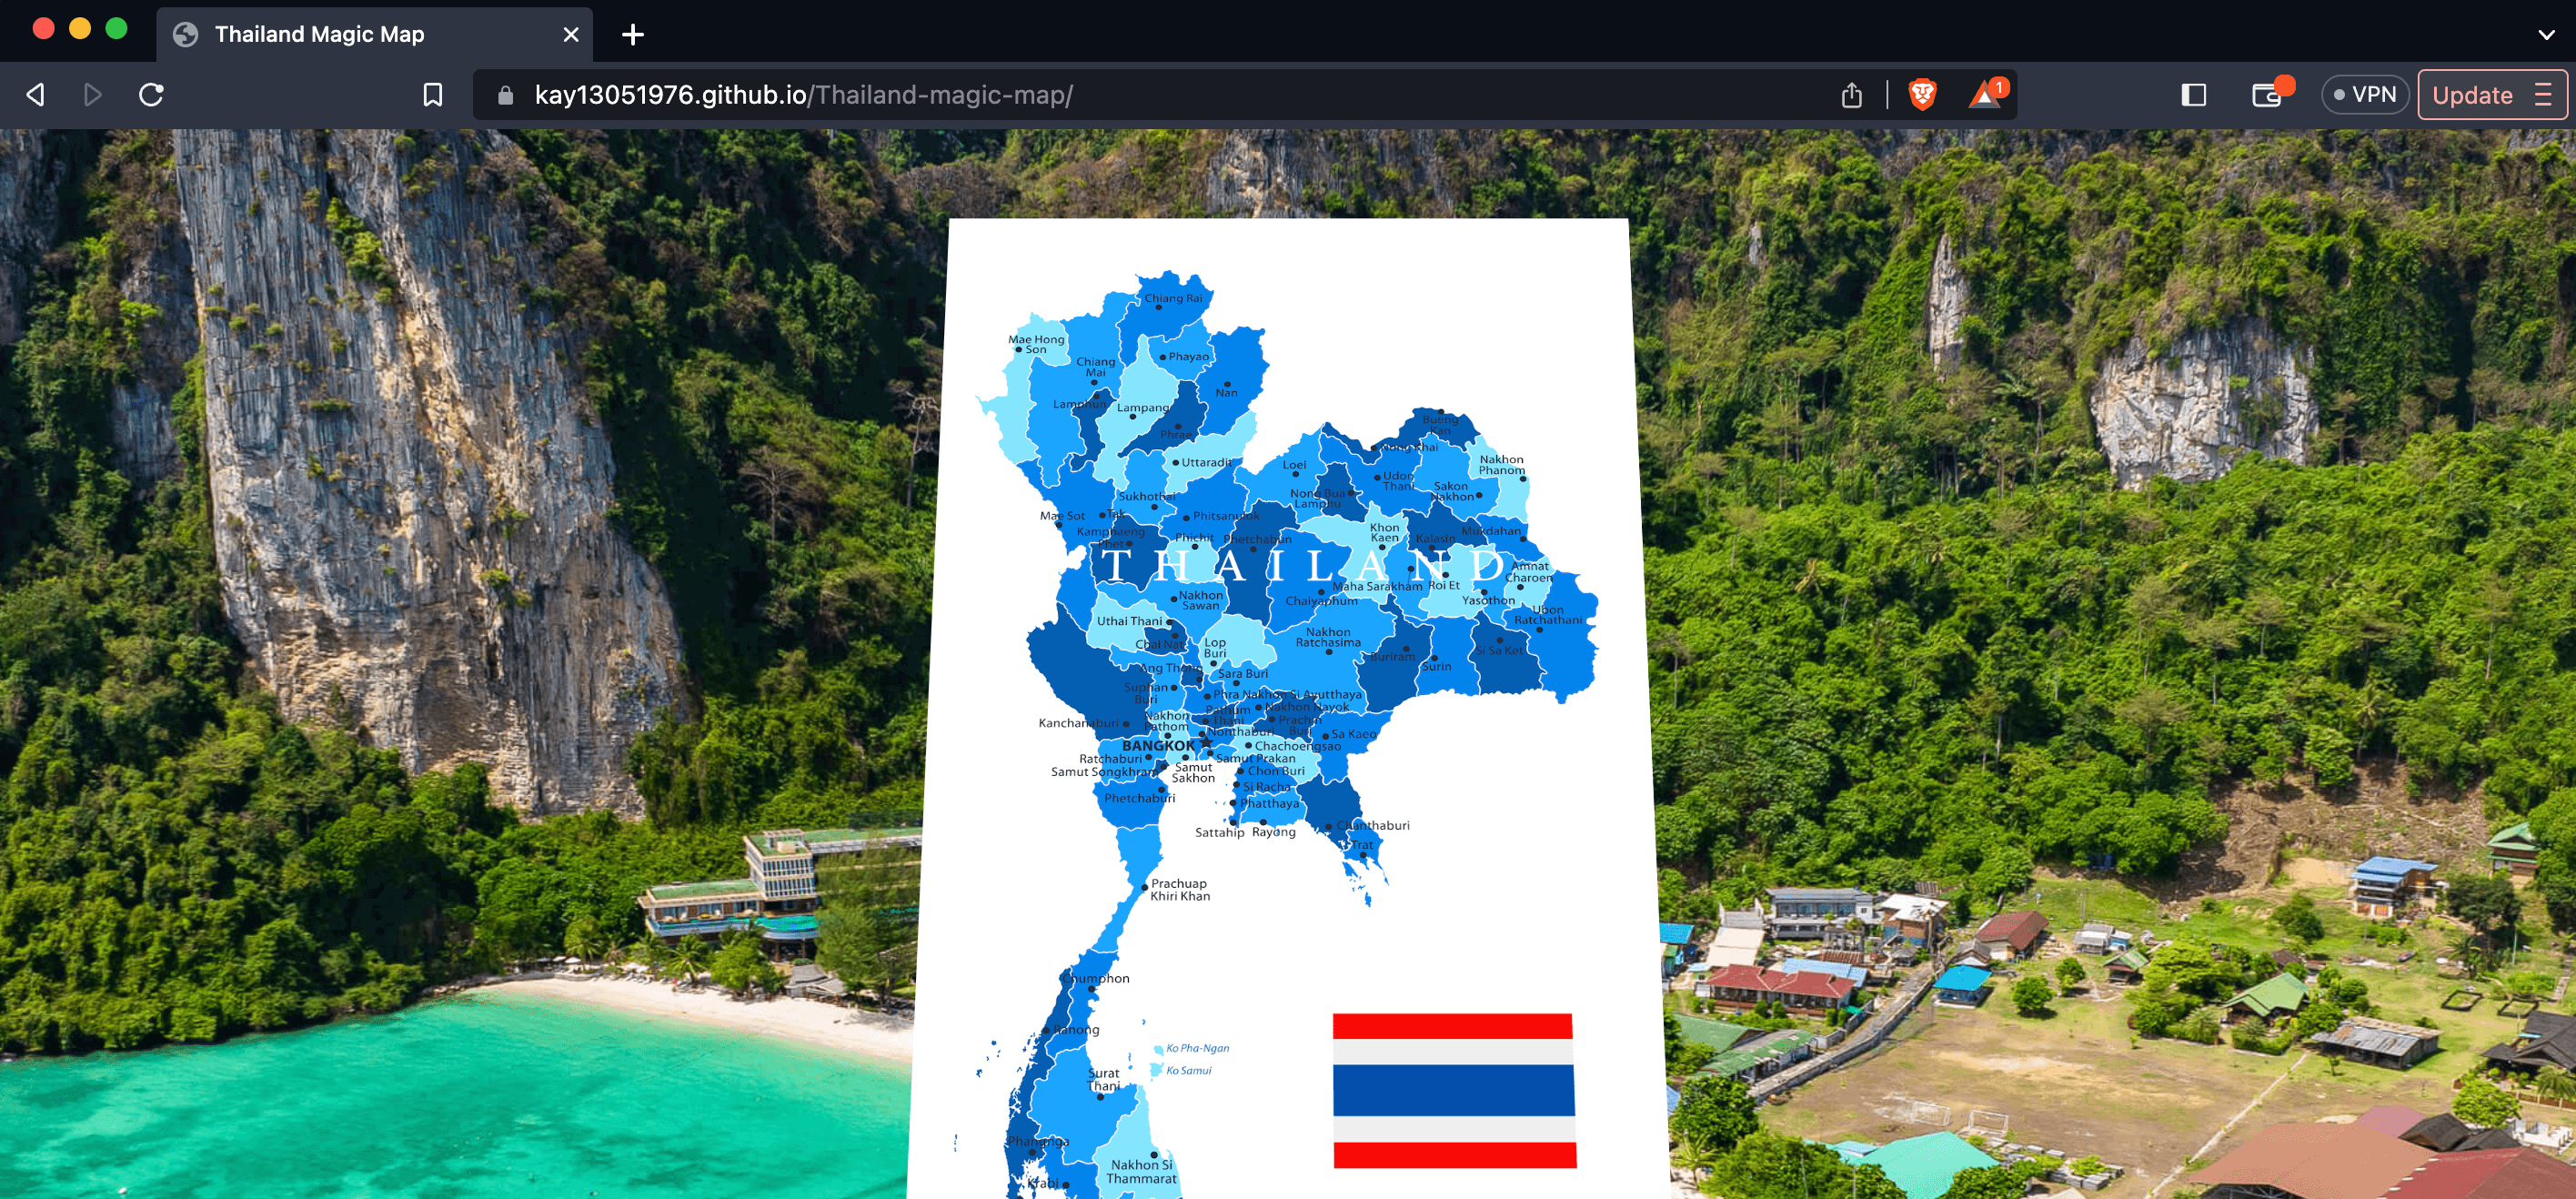 Thailand Magic Map
kay13051976.github.io/Thailand-magic-map/
1
VPN
Update
Chiang Rai
Mae Hong
Son
Chiang
Mai
Phayao
Nan
Lamphun
Lampang
Phrae
Uttaradit
Bueng
Kan
Nong Khai
Loei
Udon
Thani
Nakhon
Phanom
Sakon
Nakhon
Nong Bua
Lamphu
Sukhothai
Mae Sot
Tak
Phitsanulok
Kamphaeng
Phet
Phichit
Phetchabun
Khon
Kaen
Kalasin
Mukdahan
THAILAND
Amnat
Charoen
Maha Sarakham
Roi Et
Yasothon
Chaiyaphum
Nakhon
Sawan
Ubon
Ratchathani
Uthai Thani
Chai Nat
Lop
Buri
Nakhon
Ratchasima
Buriram
Surin
Si Sa Ket
Ang Thong
Sara Buri
Suphan
Buri
Phra Nakhon Si Ayutthaya
Pathum
Thani
Nakhon Nayok
Kanchanaburi
Nakhon
Pathom
Prachin
Buri
Nonthaburi
Sa Kaeo
BANGKOK
Chachoengsao
Ratchaburi
Samut Prakan
Samut Songkhram
Samut
Sakhon
Chon Buri
Si Racha
Phetchaburi
Phatthaya
Sattahip
Rayong
Chanthaburi
Trat
Prachuap
Khiri Khan
Chumphon
Ranong
Ko Pha-Ngan
Ko Samui
Surat
Thani
Phangnga
Nakhon Si
Thammarat
Krabi